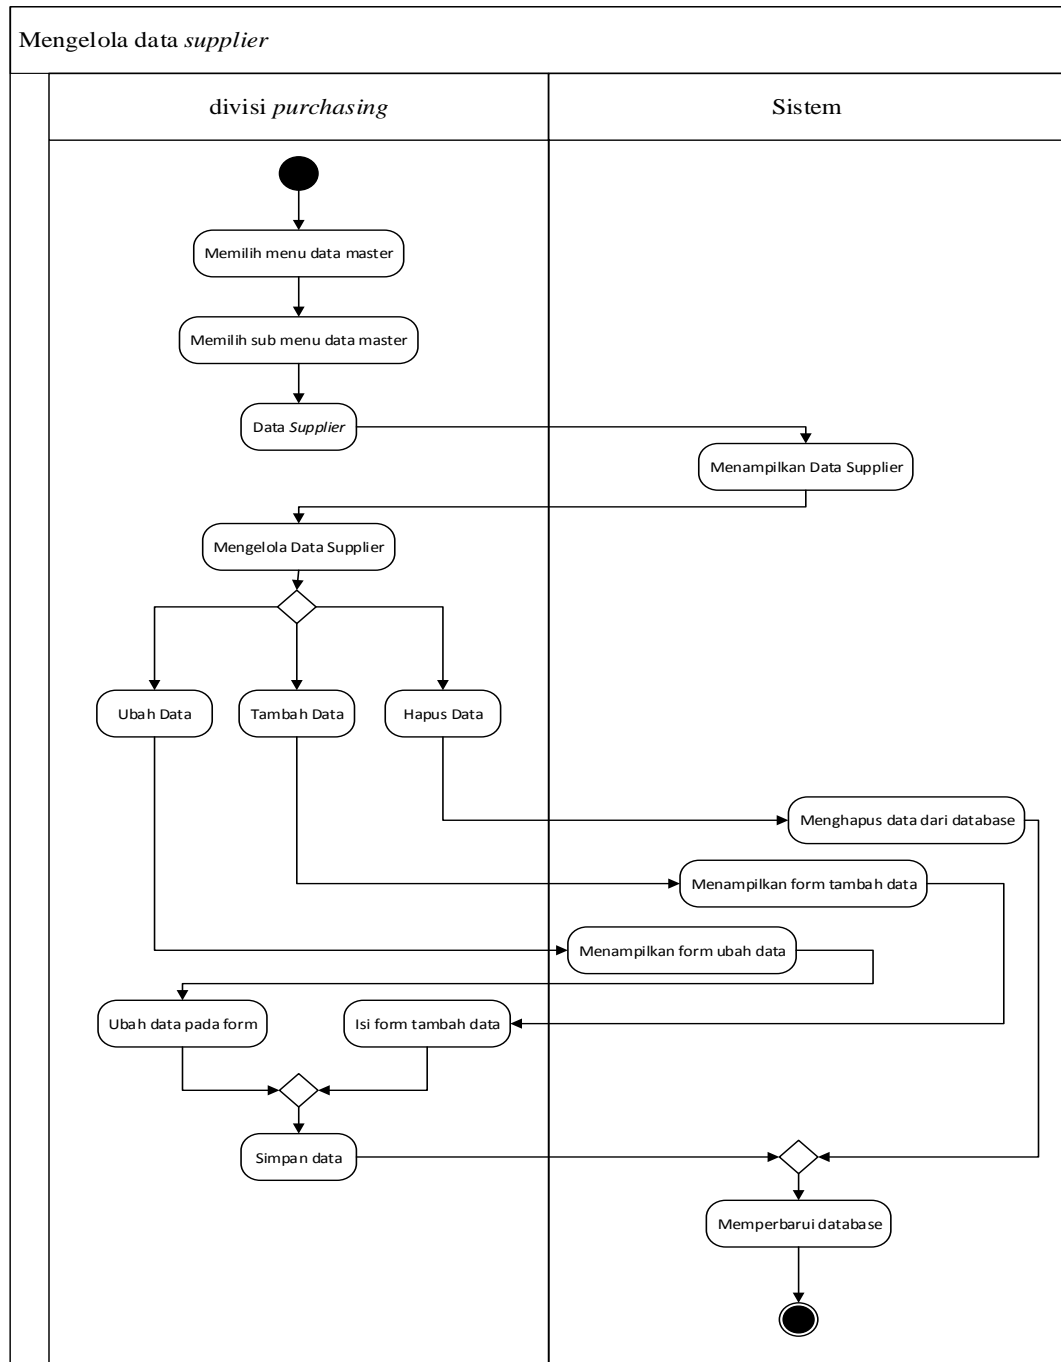 Mengelola data supplier
divisi purchasing
Sistem
Memilih menu data master
Memilih sub menu data master
Data Supplier
Menampilkan Data Supplier
Mengelola Data Supplier
Ubah Data
Tambah Data
Hapus Data
Menghapus data dari database
Menampilkan form tambah data
Menampilkan form ubah data
Ubah data pada form
Isi form tambah data
Simpan data
Memperbarui database